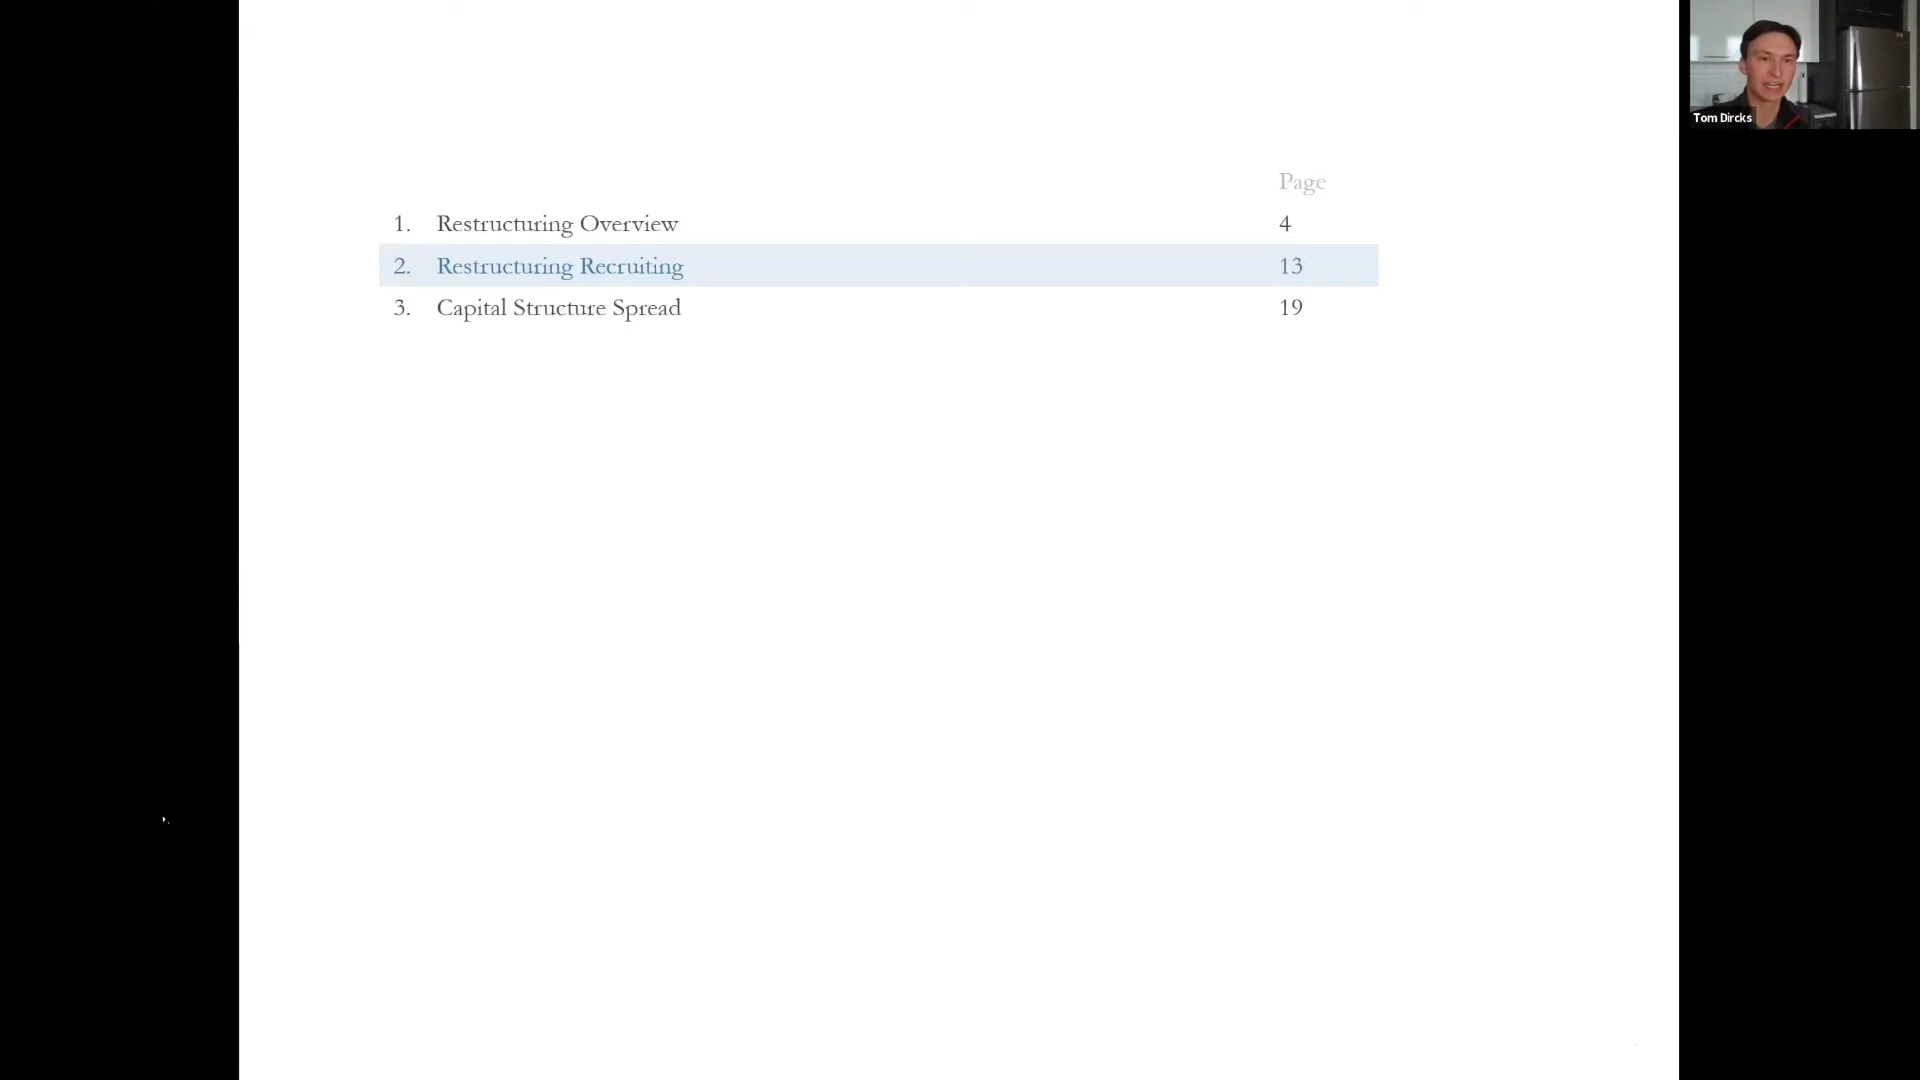 Page
1. Restructuring Overview 4
2. Restructuring Recruiting 13
3. Capital Structure Spread 19
Tom Dircks